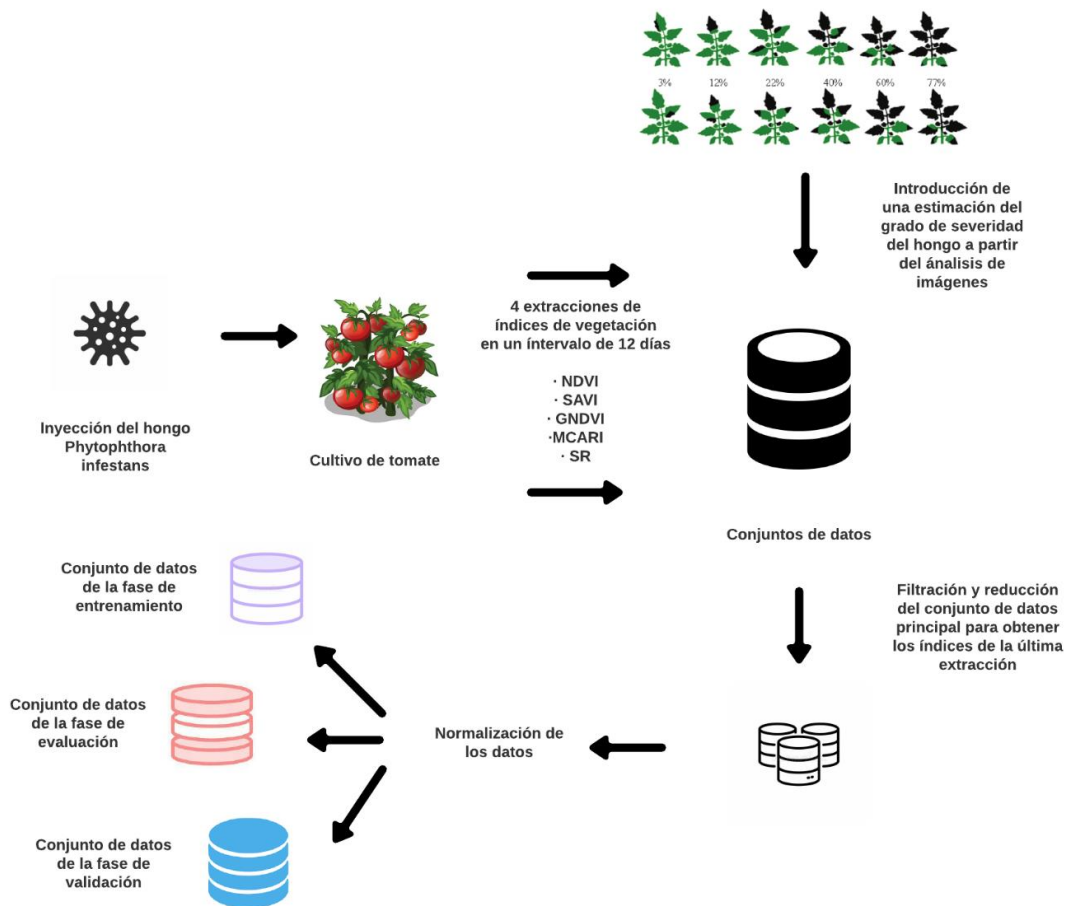 3% 12% 22% 40% 60% 77%
Introducción de
una estimación del
grado de severidad
del hongo a partir
del ánalisis de
imágenes
4 extracciones de
índices de vegetación
en un íntervalo de 12 días
· NDVI
· SAVI
· GNDVI
·MCARI
· SR
Inyección del hongo
Phytophthora
infestans
Cultivo de tomate
Conjuntos de datos
Filtración y reducción
del conjunto de datos
principal para obtener
los índices de la última
extracción
Normalización de
los datos
Conjunto de datos
de la fase de
entrenamiento
Conjunto de datos
de la fase de
evaluación
Conjunto de datos
de la fase de
validación